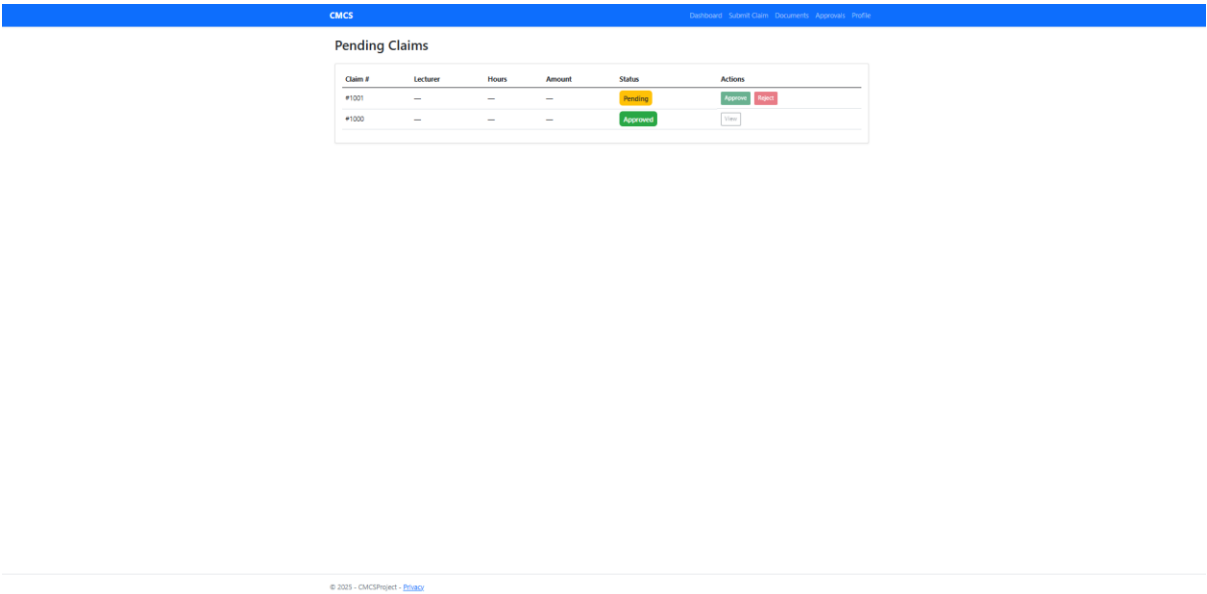 CMCS Dashboard Submit Claim Documents Approvals Profile
Pending Claims
Claim # Lecturer Hours Amount Status Actions
#1001 — — — Pending Approve Reject
#1000 — — — Approved View
© 2025 - CMCSProject - Privacy